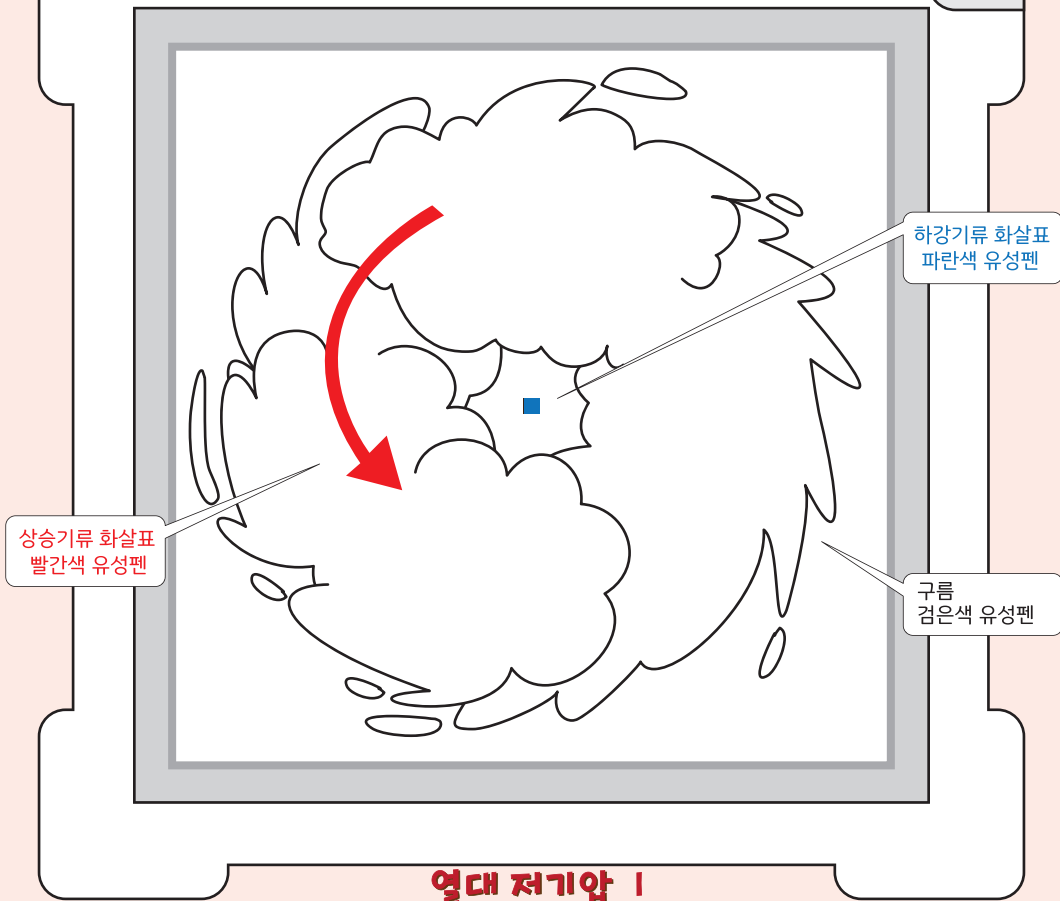 하강기류 화살표
파란색 유성펜
상승기류 화살표
빨간색 유성펜
구름
검은색 유성펜
열대 저기압 Ⅰ